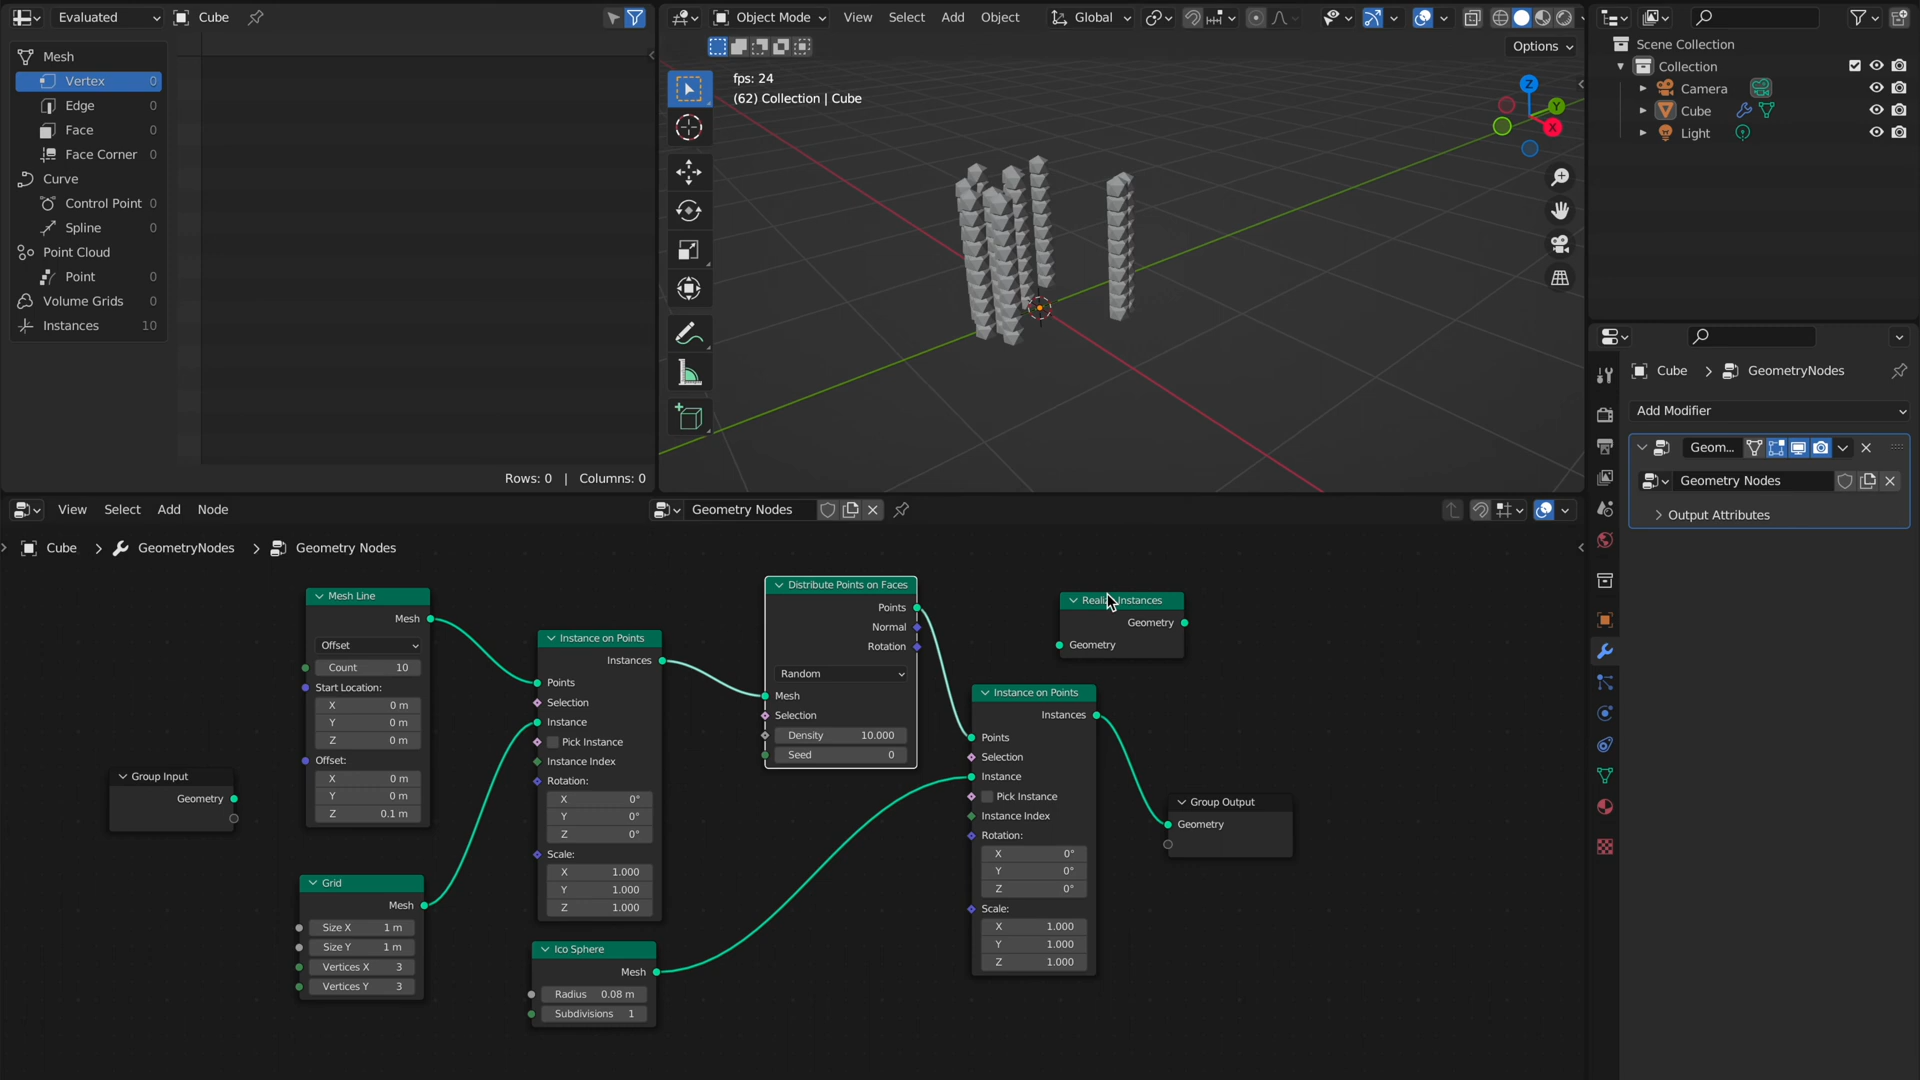 Evaluated
Cube
Mesh
Vertex 0
Edge 0
Face 0
Face Corner 0
Curve
Control Point 0
Spline 0
Point Cloud
Point 0
Volume Grids 0
Instances 10
Rows: 0 | Columns: 0
Object Mode View Select Add Object Global
Options
fps: 24
(62) Collection | Cube
Z
Y
X
Scene Collection
Collection
Camera
Cube
Light
Cube > GeometryNodes
Add Modifier
Geom...
Geometry Nodes
Output Attributes
View Select Add Node
Geometry Nodes
Cube > GeometryNodes > Geometry Nodes
Group Input
Geometry
Mesh Line
Mesh
Offset
Count 10
Start Location:
X 0 m
Y 0 m
Z 0 m
Offset:
X 0 m
Y 0 m
Z 0.1 m
Grid
Mesh
Size X 1 m
Size Y 1 m
Vertices X 3
Vertices Y 3
Instance on Points
Instances
Points
Selection
Instance
Pick Instance
Instance Index
Rotation:
X 0°
Y 0°
Z 0°
Scale:
X 1.000
Y 1.000
Z 1.000
Ico Sphere
Mesh
Radius 0.08 m
Subdivisions 1
Distribute Points on Faces
Points
Normal
Rotation
Random
Mesh
Selection
Density 10.000
Seed 0
Instance on Points
Instances
Points
Selection
Instance
Pick Instance
Instance Index
Rotation:
X 0°
Y 0°
Z 0°
Scale:
X 1.000
Y 1.000
Z 1.000
Realize Instances
Geometry
Geometry
Group Output
Geometry